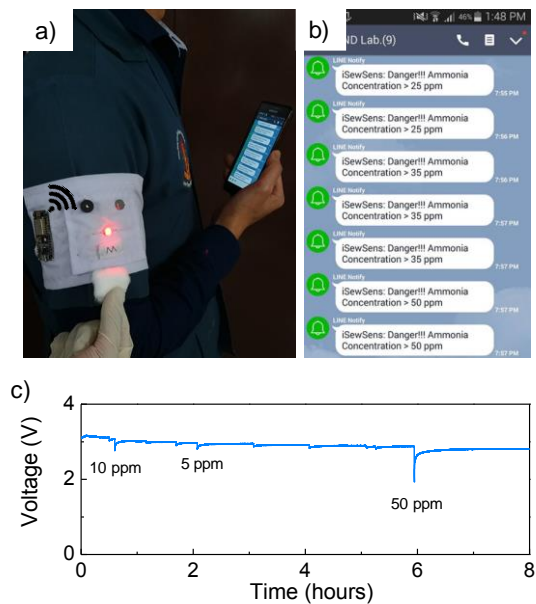 a)
b)
46% 1:48 PM
ND Lab.(9)
LINE Notify
iSewSens: Danger!!! Ammonia
Concentration > 25 ppm
7:55 PM
LINE Notify
iSewSens: Danger!!! Ammonia
Concentration > 25 ppm
7:56 PM
LINE Notify
iSewSens: Danger!!! Ammonia
Concentration > 35 ppm
7:56 PM
LINE Notify
iSewSens: Danger!!! Ammonia
Concentration > 35 ppm
7:57 PM
LINE Notify
iSewSens: Danger!!! Ammonia
Concentration > 35 ppm
7:57 PM
LINE Notify
iSewSens: Danger!!! Ammonia
Concentration > 50 ppm
7:57 PM
LINE Notify
iSewSens: Danger!!! Ammonia
Concentration > 50 ppm
7:57 PM
c)
Voltage (V)
4
2
0
10 ppm
5 ppm
50 ppm
0 2 4 6 8
Time (hours)